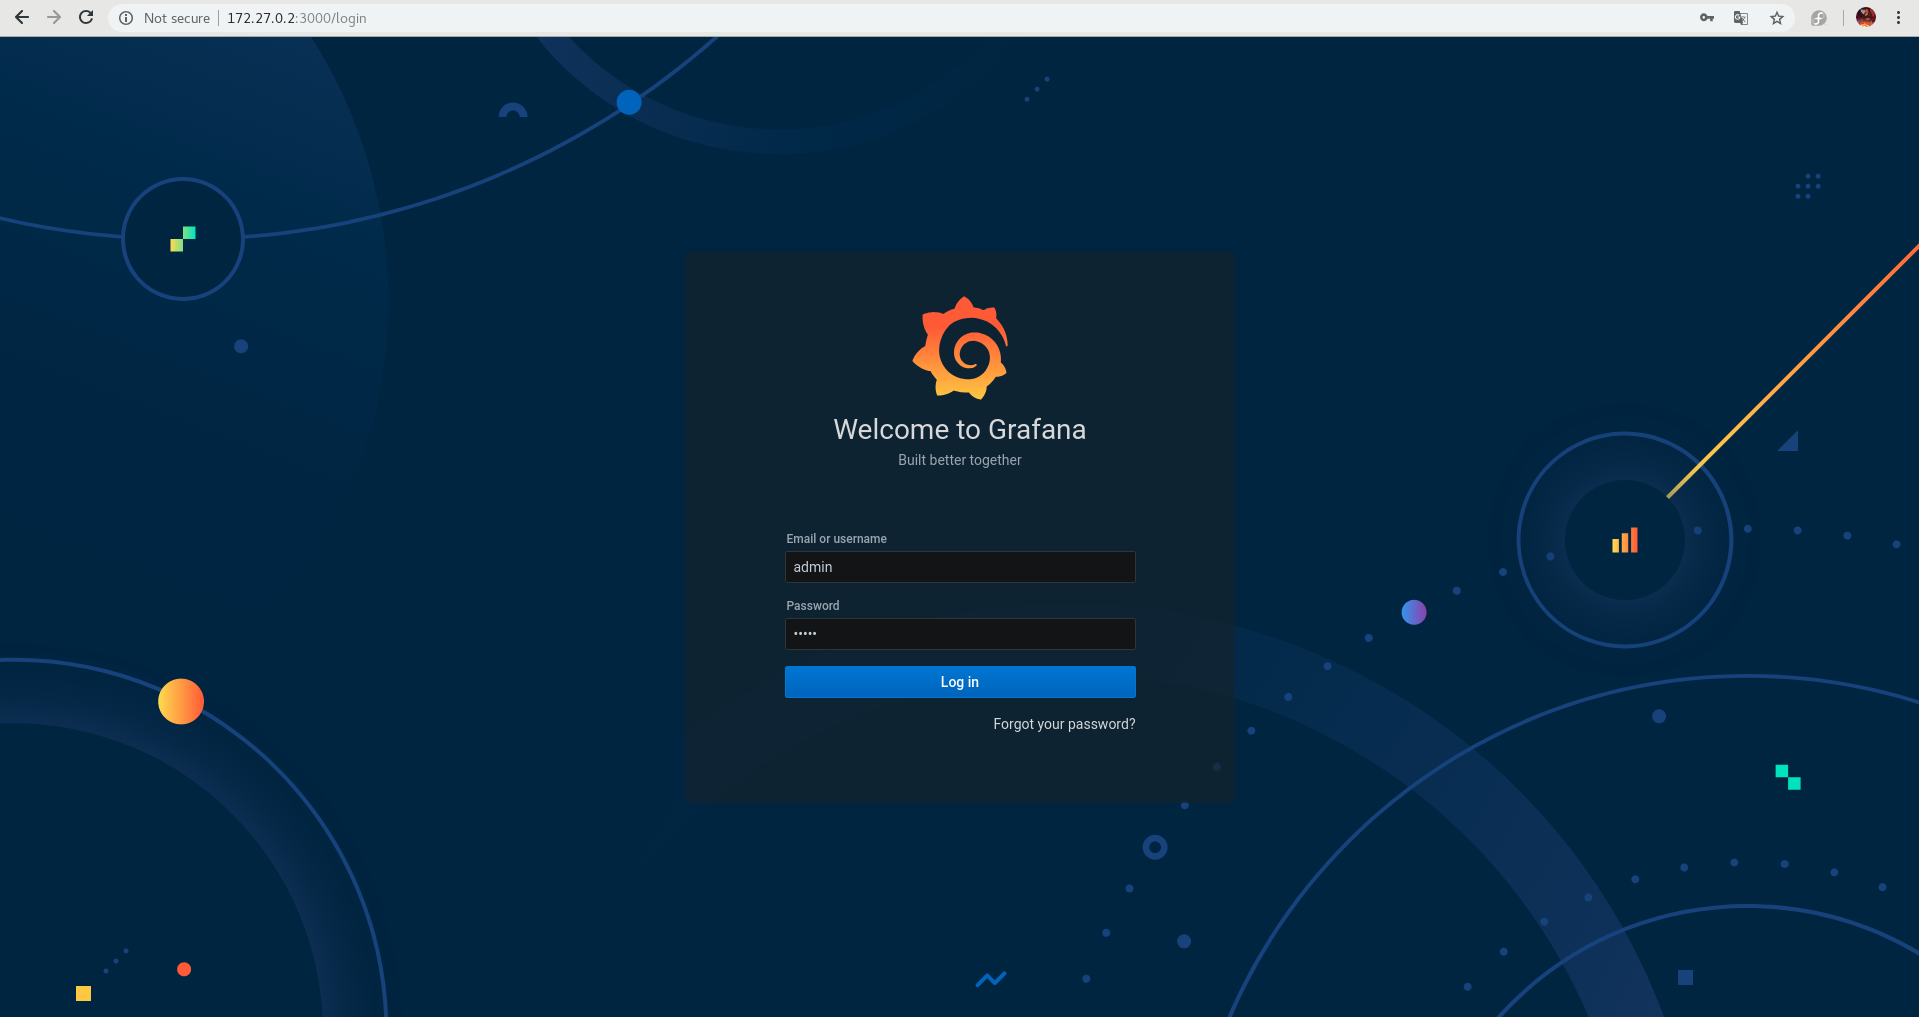 Not secure 172.27.0.2:3000/login
Welcome to Grafana
Built better together
Email or username
admin
Password
•••••
Log in
Forgot your password?